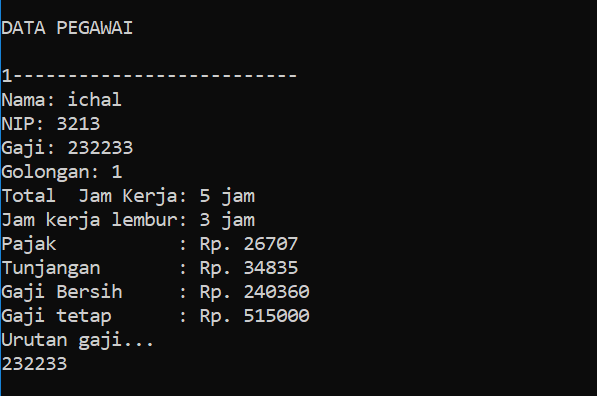 DATA PEGAWAI
1--------------------------
Nama: ichal
NIP: 3213
Gaji: 232233
Golongan: 1
Total  Jam Kerja: 5 jam
Jam kerja lembur: 3 jam
Pajak           : Rp. 26707
Tunjangan       : Rp. 34835
Gaji Bersih     : Rp. 240360
Gaji tetap      : Rp. 515000
Urutan gaji...
232233